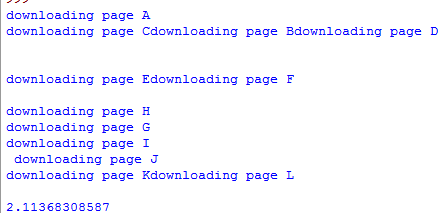 downloading page A
downloading page Cdownloading page Bdownloading page D
downloading page Edownloading page F
downloading page H
downloading page G
downloading page I
downloading page J
downloading page Kdownloading page L
2.11368308587